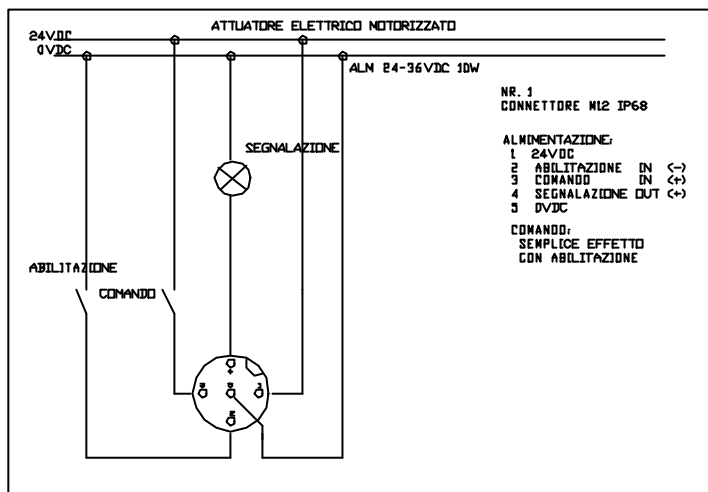 ATTUATORE ELETTRICO MOTORIZZATO
24VDC
0VDC
ALM 24-36VDC 10W
NR. 1
CONNETTORE M12 IP68
SEGNALAZIONE
ALIMENTAZIONE:
1 24VDC
2 ABILITAZIONE IN (-)
3 COMANDO IN (+)
4 SEGNALAZIONE OUT (+)
5 0VDC
COMANDO:
SEMPLICE EFFETTO
CON ABILITAZIONE
ABILITAZIONE
COMANDO